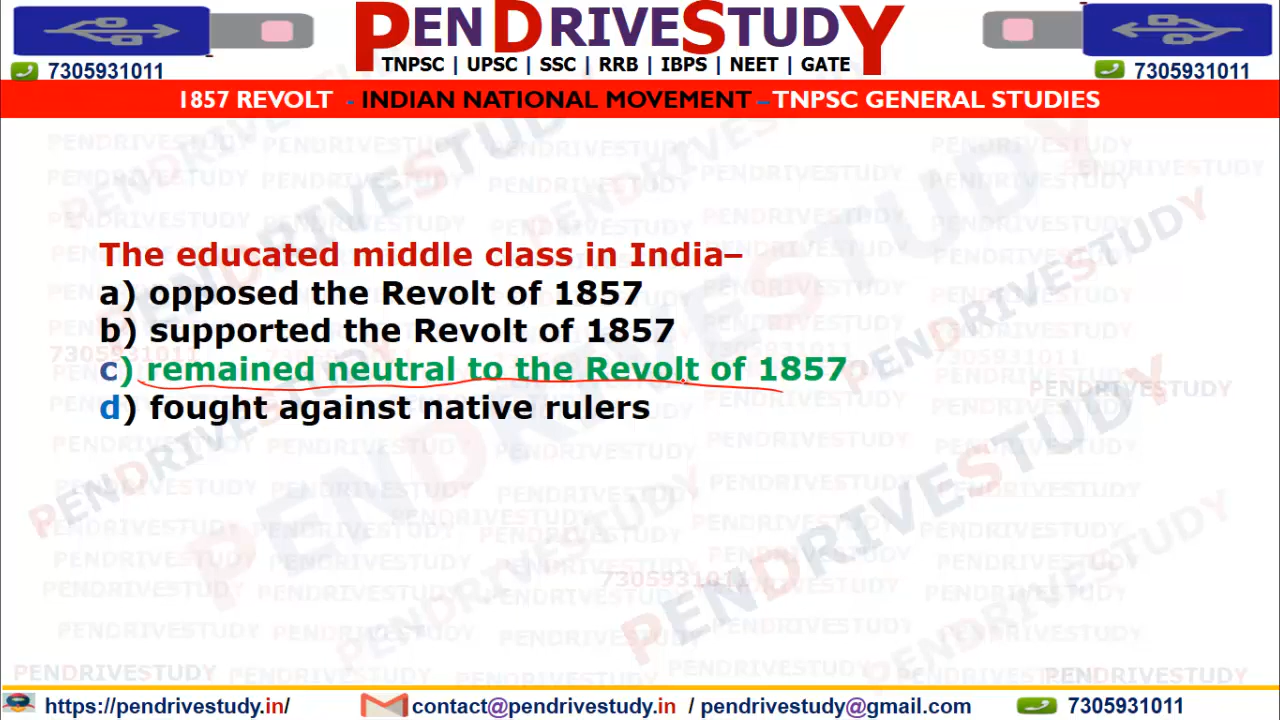 PENDRIVESTUDY
TNPSC | UPSC | SSC | RRB | IBPS | NEET | GATE
7305931011
7305931011
1857 REVOLT - INDIAN NATIONAL MOVEMENT – TNPSC GENERAL STUDIES
The educated middle class in India–
a) opposed the Revolt of 1857
b) supported the Revolt of 1857
c) remained neutral to the Revolt of 1857
d) fought against native rulers
https://pendrivestudy.in/
contact@pendrivestudy.in / pendrivestudy@gmail.com
7305931011